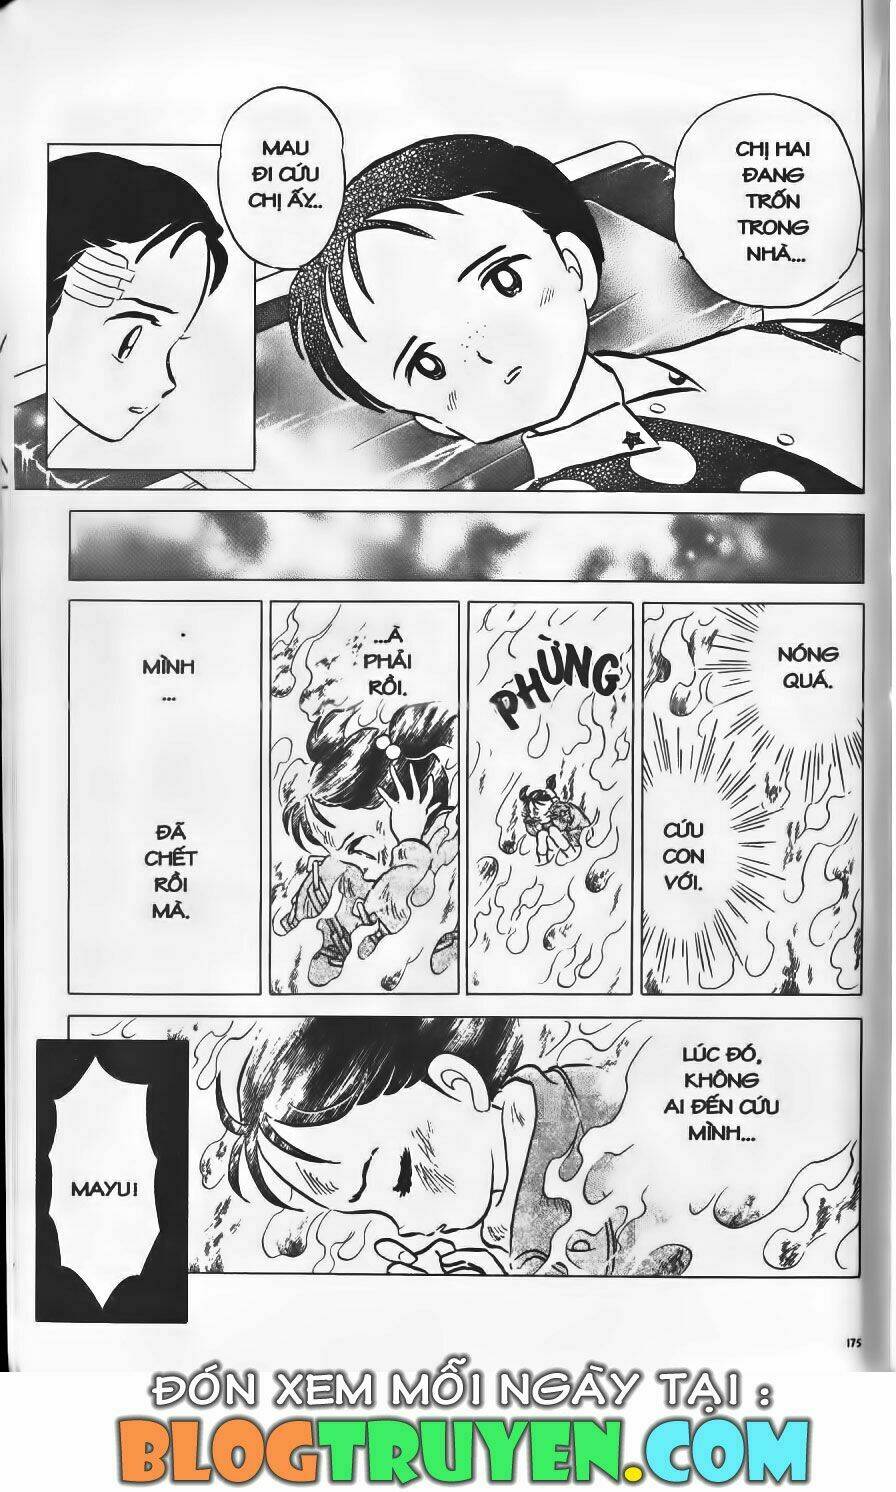 CHỊ HAI
ĐANG
TRỐN
TRONG
NHÀ...
MAU
ĐI CỨU
CHỊ ẤY...
NÓNG
QUÁ.
CỨU
CON
VỚI.
PHỪNG
...À
PHẢI
RỒI.
MÌNH
...
ĐÃ
CHẾT
RỒI
MÀ.
LÚC ĐÓ,
KHÔNG
AI ĐẾN CỨU
MÌNH...
MAYU!
175
ĐÓN XEM MỖI NGÀY TẠI :
BLOGTRUYEN.COM